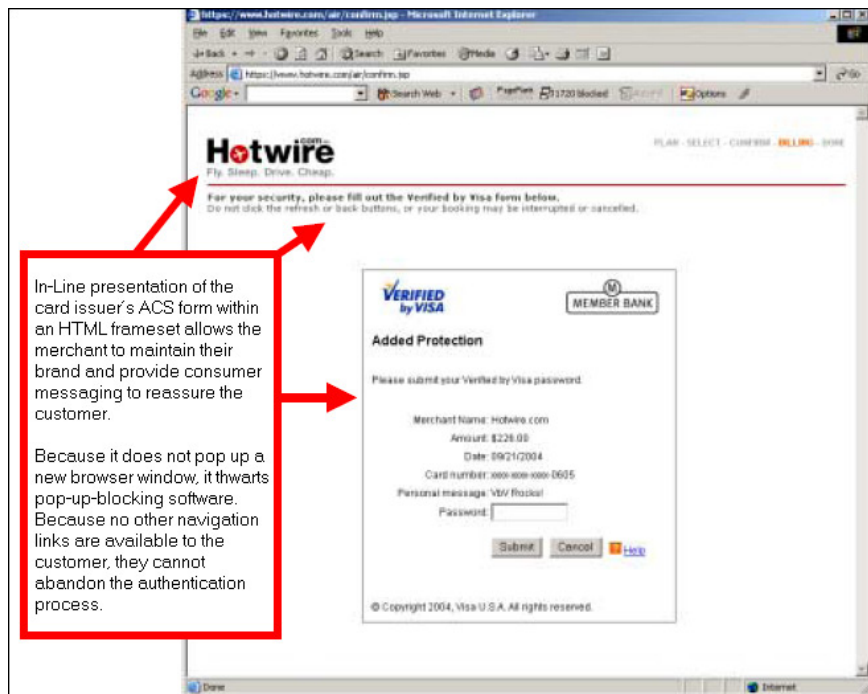 https://www.hotwire.com/air/confirm.jsp - Microsoft Internet Explorer
File Edit View Favorites Tools Help
Back Search Favorites Media
Address https://www.hotwire.com/air/confirm.jsp Go
Google Search Web PageRank 1720 blocked Options
Hotwire.com
Fly. Sleep. Drive. Cheap.
PLAN - SELECT - CONFIRM - BILLING - DONE
For your security, please fill out the Verified by Visa form below.
Do not click the refresh or back buttons, or your booking may be interrupted or cancelled.
In-Line presentation of the
card issuer's ACS form within
an HTML frameset allows the
merchant to maintain their
brand and provide consumer
messaging to reassure the
customer.
Because it does not pop up a
new browser window, it thwarts
pop-up-blocking software.
Because no other navigation
links are available to the
customer, they cannot
abandon the authentication
process.
VERIFIED
by VISA
M
MEMBER BANK
Added Protection
Please submit your Verified by Visa password.
Merchant Name: Hotwire.com
Amount: $226.00
Date: 09/21/2004
Card number: xxxx-xxxx-xxxx-0605
Personal message: VbV Rocks!
Password:
Submit Cancel ? Help
© Copyright 2004, Visa U.S.A. All rights reserved.
Done Internet